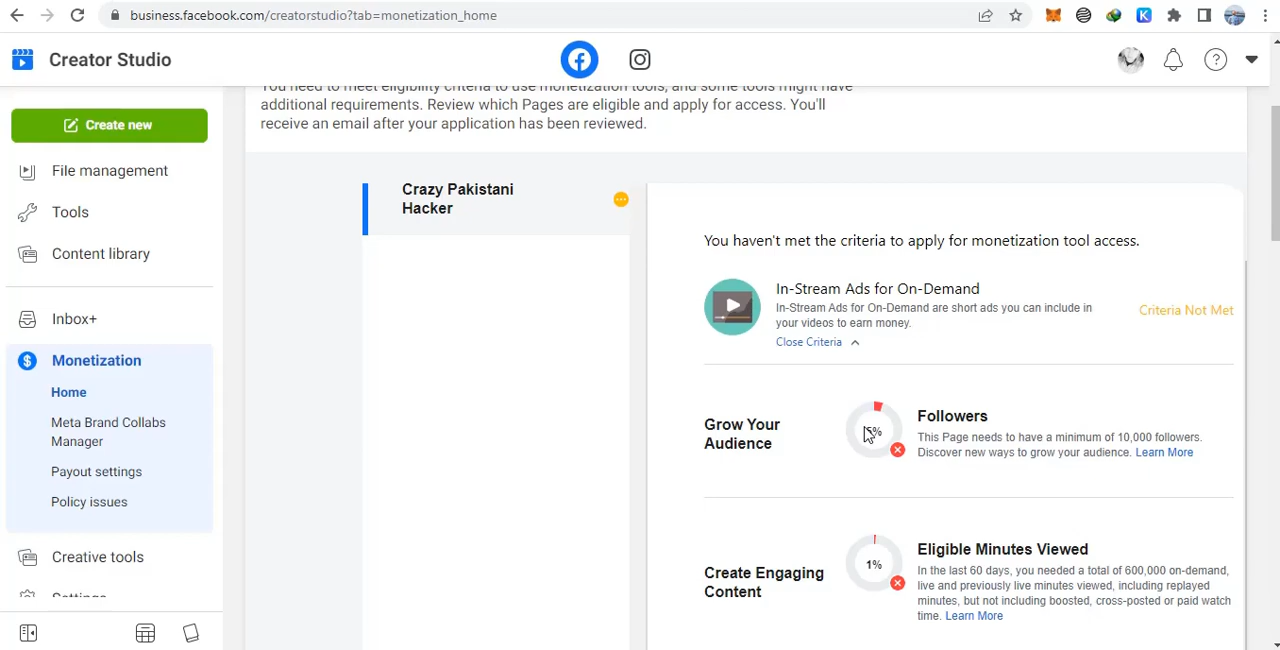 business.facebook.com/creatorstudio?tab=monetization_home
Creator Studio
You need to meet eligibility criteria to use monetization tools, and some tools might have
additional requirements. Review which Pages are eligible and apply for access. You'll
receive an email after your application has been reviewed.
Create new
File management
Tools
Content library
Inbox+
Monetization
Home
Meta Brand Collabs
Manager
Payout settings
Policy issues
Creative tools
Settings
Crazy Pakistani
Hacker
You haven't met the criteria to apply for monetization tool access.
In-Stream Ads for On-Demand
In-Stream Ads for On-Demand are short ads you can include in
your videos to earn money.
Close Criteria
Criteria Not Met
Grow Your
Audience
Followers
This Page needs to have a minimum of 10,000 followers.
Discover new ways to grow your audience. Learn More
Create Engaging
Content
1%
Eligible Minutes Viewed
In the last 60 days, you needed a total of 600,000 on-demand,
live and previously live minutes viewed, including replayed
minutes, but not including boosted, cross-posted or paid watch
time. Learn More